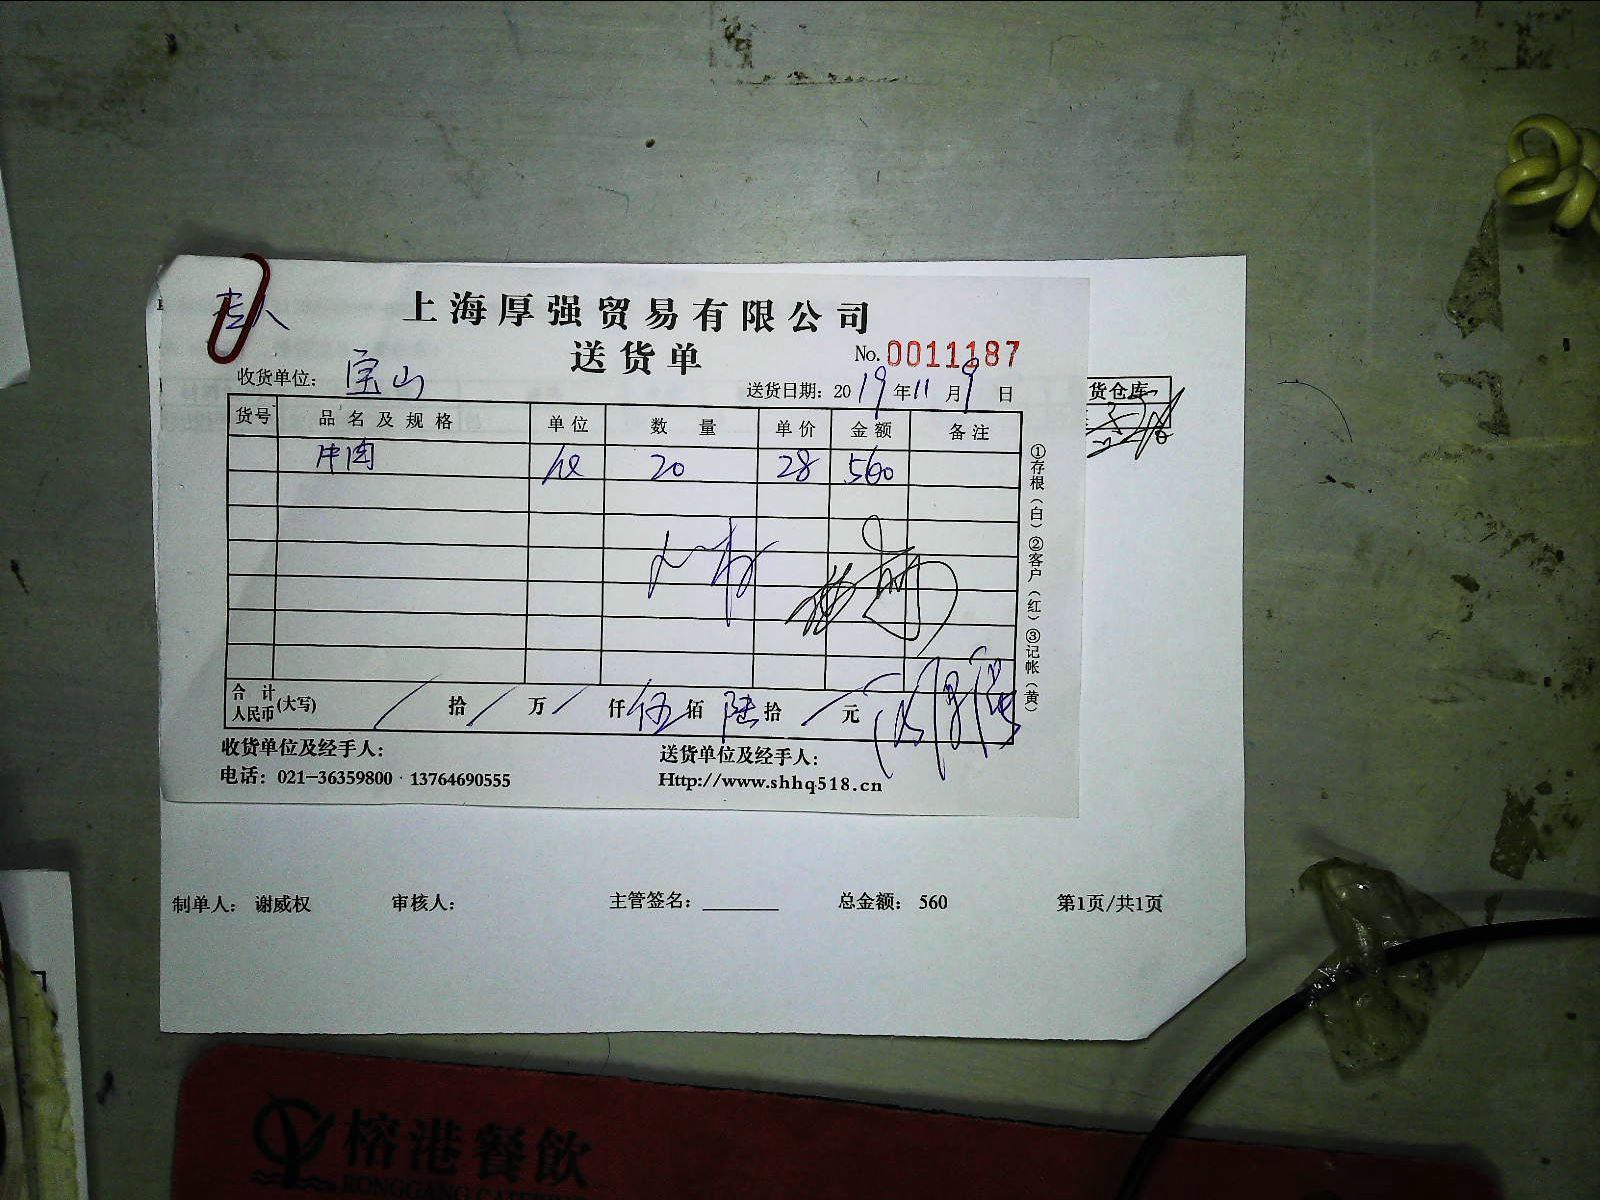 上海厚强贸易有限公司
送货单
No. 0011187
收货单位: 宝山
送货日期: 2019年11月9日
货仓库
货号 品名及规格 单位 数量 单价 金额 备注
牛肉 20 28 560
①存根(白)②客户(红)③记帐(黄)
合计人民币(大写) / 拾 / 万 / 仟 伍 佰 陆 拾 / 元
收货单位及经手人:
送货单位及经手人:
电话: 021-36359800 13764690555
Http://www.shhq518.cn
制单人: 谢威权 审核人: 主管签名: ________ 总金额: 560 第1页/共1页
榕港餐飲